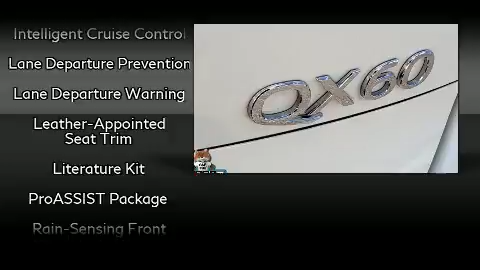 Intelligent Cruise Control
Lane Departure Prevention
Lane Departure Warning
Leather-Appointed
Seat Trim
Literature Kit
ProASSIST Package
Rain-Sensing Front
QX60